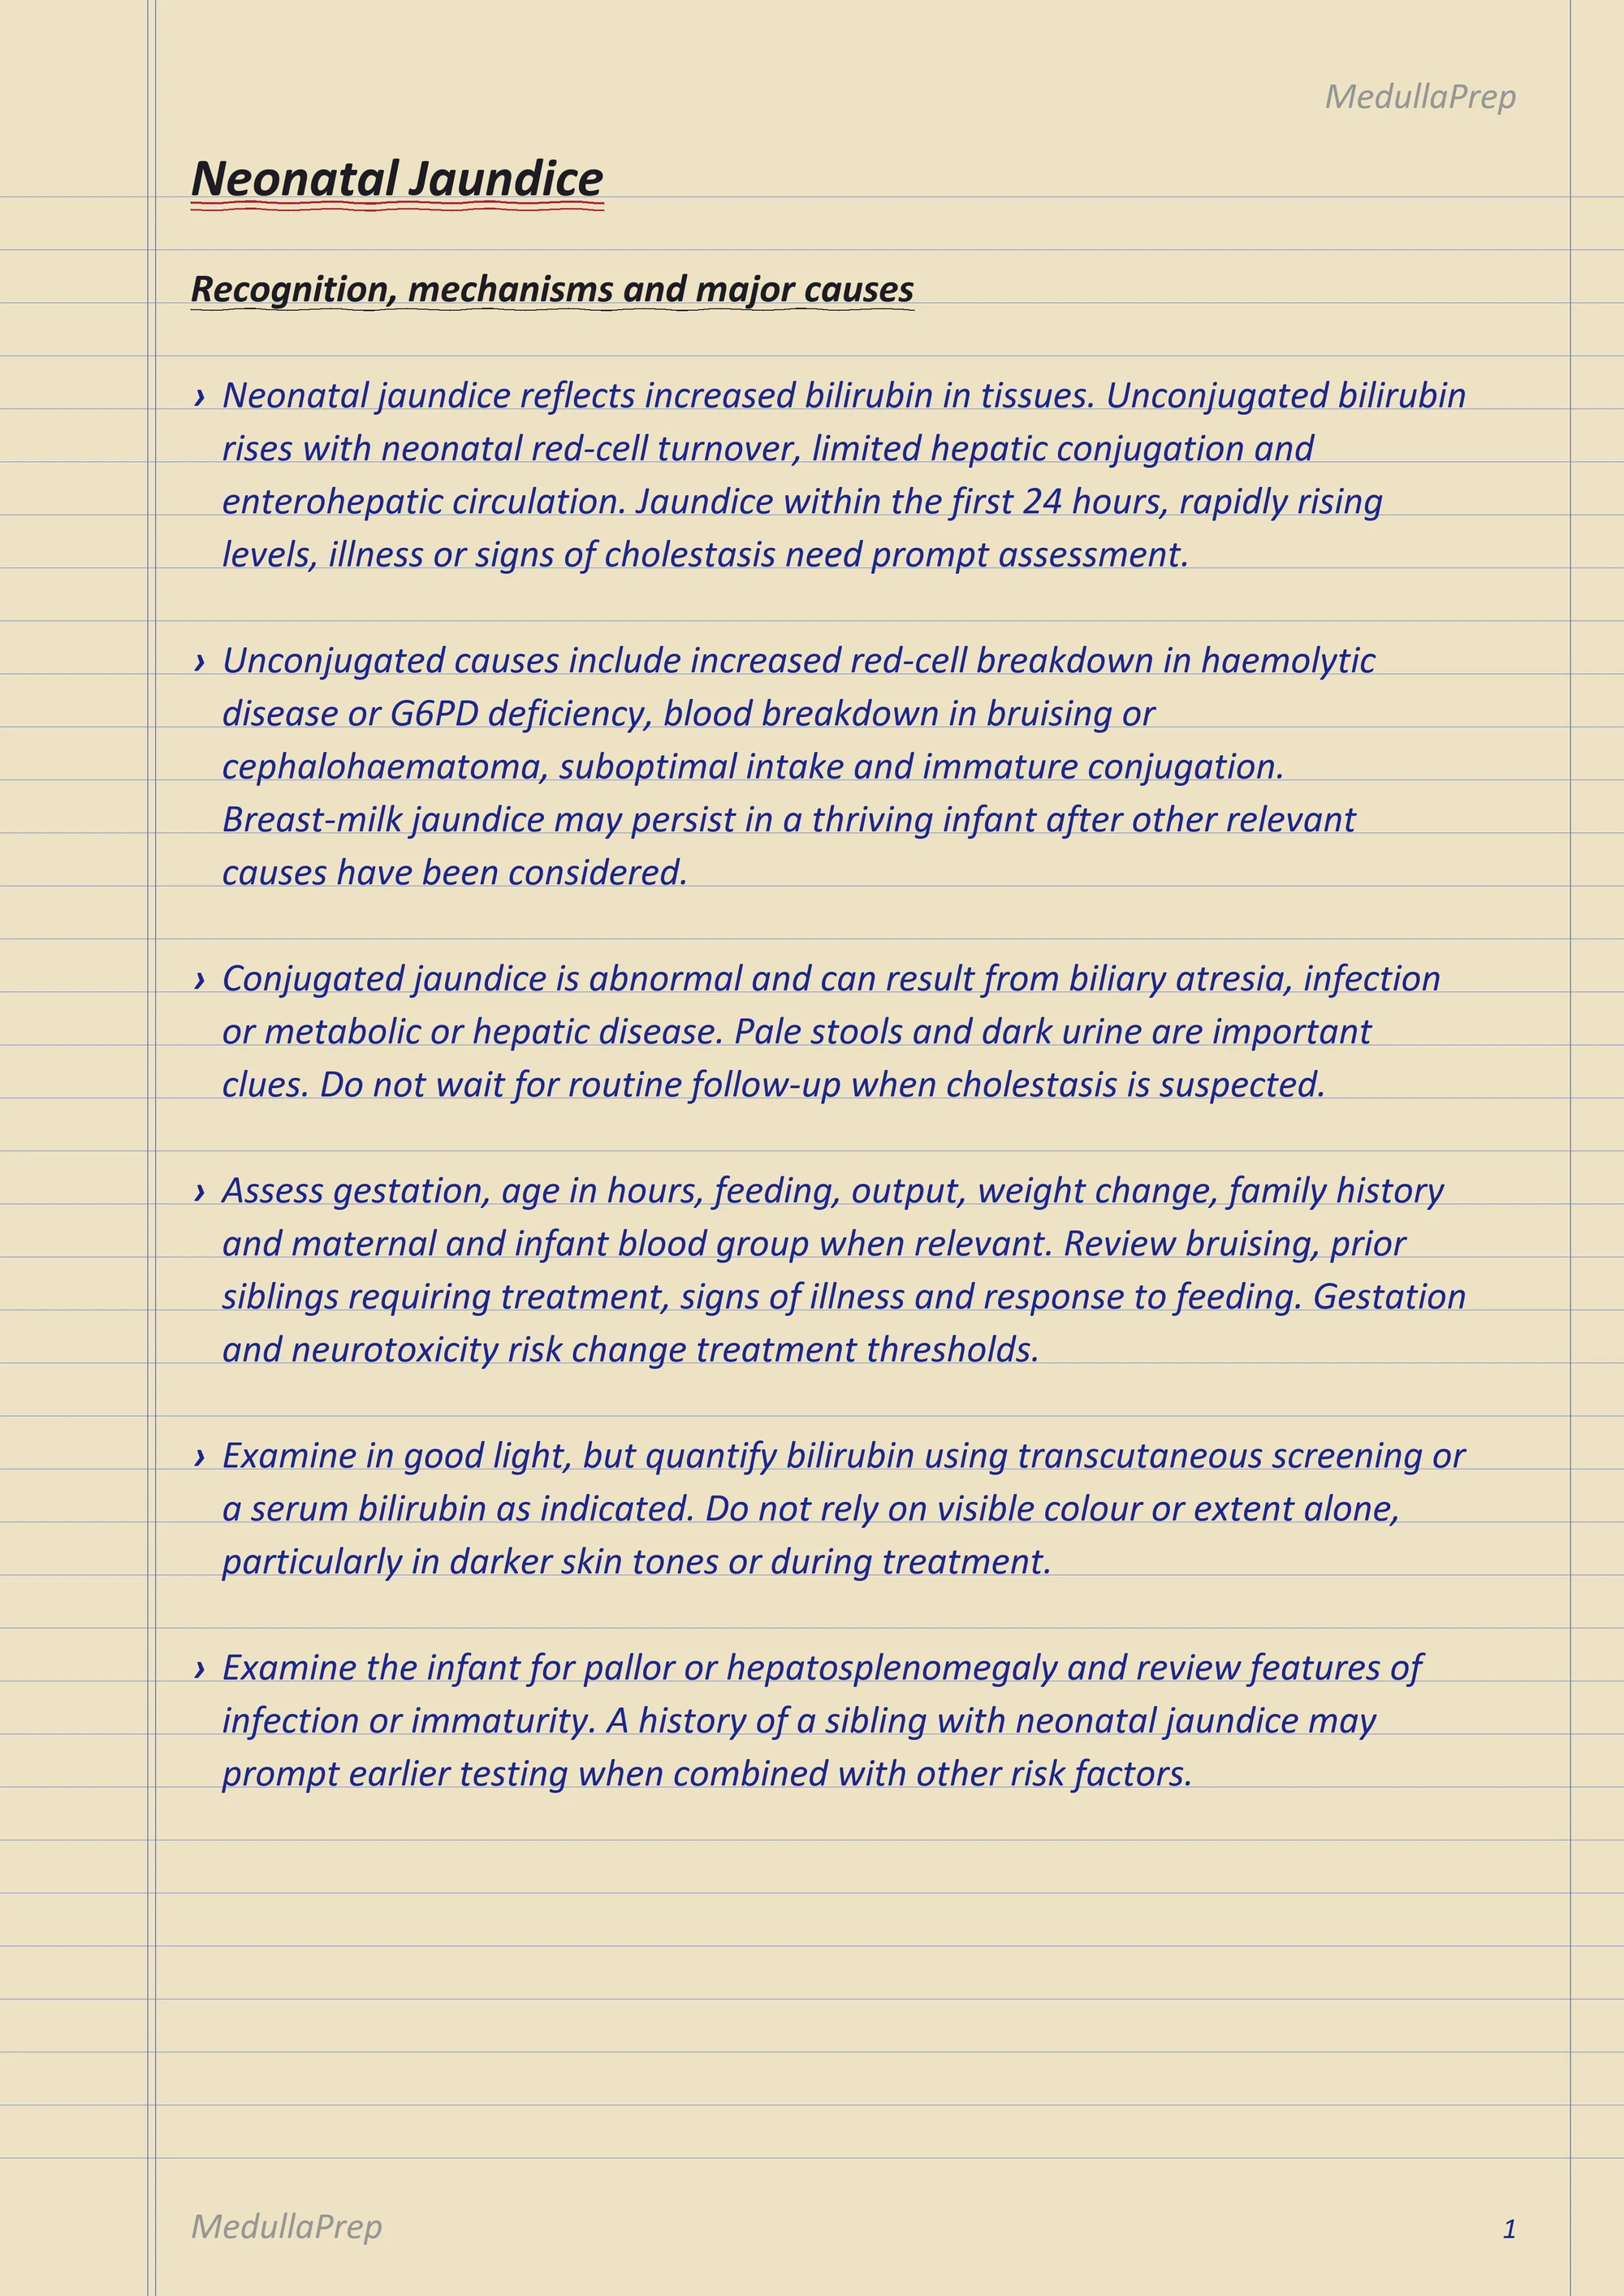 MedullaPrep
Neonatal Jaundice
Recognition, mechanisms and major causes
› Neonatal jaundice reflects increased bilirubin in tissues. Unconjugated bilirubin
rises with neonatal red-cell turnover, limited hepatic conjugation and
enterohepatic circulation. Jaundice within the first 24 hours, rapidly rising
levels, illness or signs of cholestasis need prompt assessment.
› Unconjugated causes include increased red-cell breakdown in haemolytic
disease or G6PD deficiency, blood breakdown in bruising or
cephalohaematoma, suboptimal intake and immature conjugation.
Breast-milk jaundice may persist in a thriving infant after other relevant
causes have been considered.
› Conjugated jaundice is abnormal and can result from biliary atresia, infection
or metabolic or hepatic disease. Pale stools and dark urine are important
clues. Do not wait for routine follow-up when cholestasis is suspected.
› Assess gestation, age in hours, feeding, output, weight change, family history
and maternal and infant blood group when relevant. Review bruising, prior
siblings requiring treatment, signs of illness and response to feeding. Gestation
and neurotoxicity risk change treatment thresholds.
› Examine in good light, but quantify bilirubin using transcutaneous screening or
a serum bilirubin as indicated. Do not rely on visible colour or extent alone,
particularly in darker skin tones or during treatment.
› Examine the infant for pallor or hepatosplenomegaly and review features of
infection or immaturity. A history of a sibling with neonatal jaundice may
prompt earlier testing when combined with other risk factors.
MedullaPrep
1